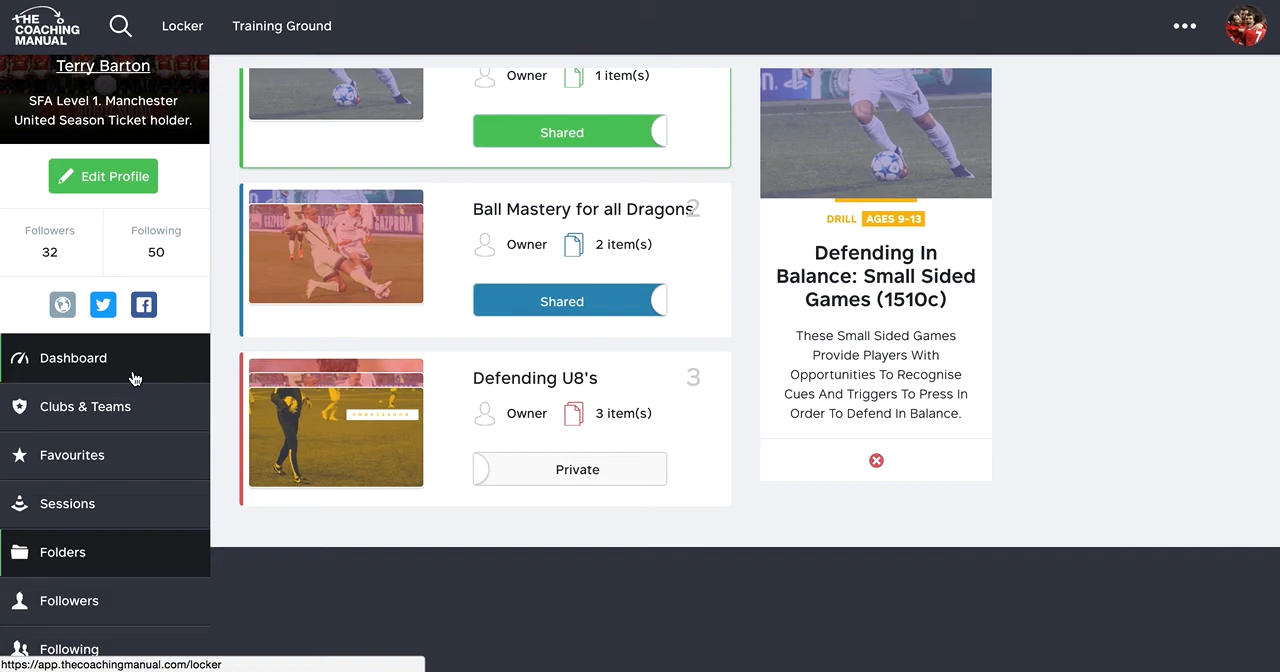 THE
COACHING
MANUAL
Locker
Training Ground
Terry Barton
SFA Level 1. Manchester
United Season Ticket holder.
Edit Profile
Followers
32
Following
50
Dashboard
Clubs & Teams
Favourites
Sessions
Folders
Followers
Following
https://app.thecoachingmanual.com/locker
Owner
1 item(s)
Shared
Ball Mastery for all Dragons
2
Owner
2 item(s)
Shared
GAZPROM
Defending U8's
3
Owner
3 item(s)
Private
AMBASSADOR
DRILL
AGES 9-13
Defending In
Balance: Small Sided
Games (1510c)
These Small Sided Games
Provide Players With
Opportunities To Recognise
Cues And Triggers To Press In
Order To Defend In Balance.
7